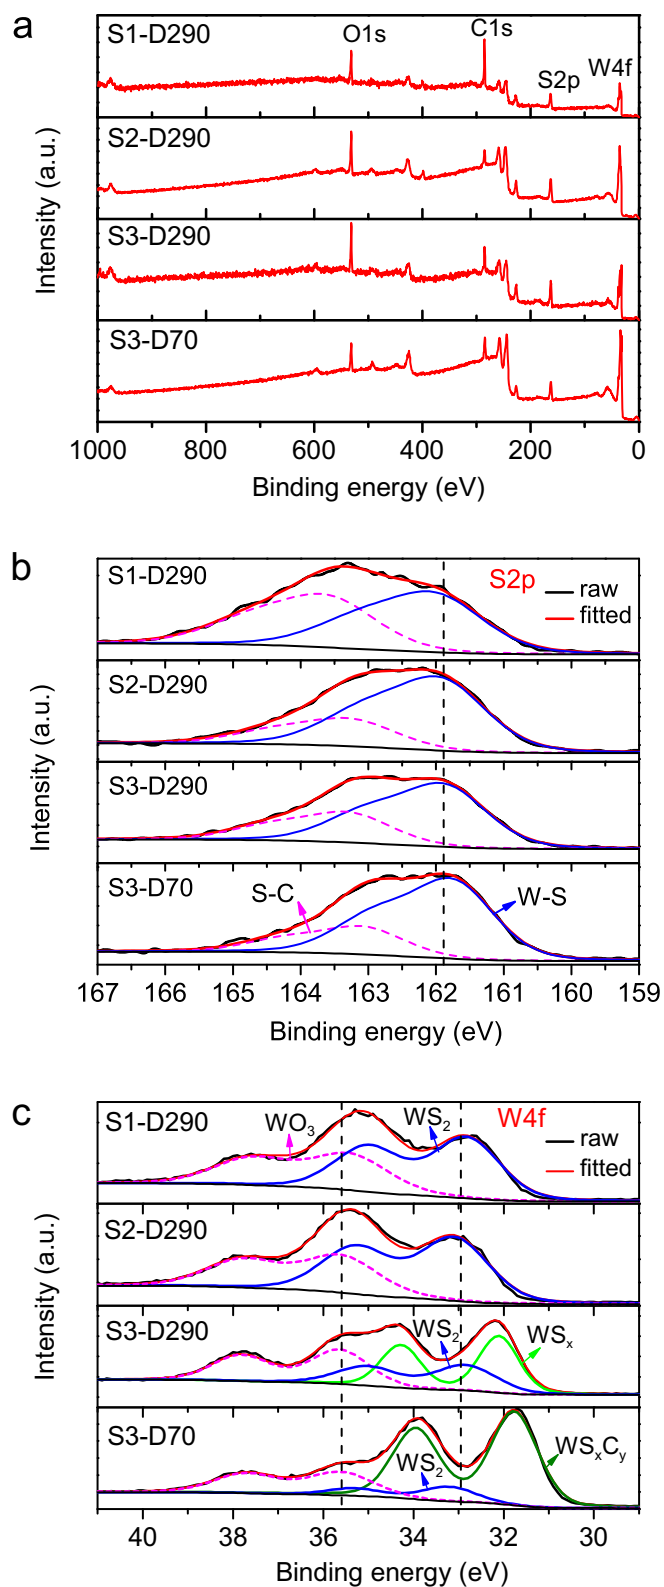 a
S1-D290
O1s
C1s
S2p
W4f
S2-D290
S3-D290
S3-D70
Intensity (a.u.)
1000 800 600 400 200 0
Binding energy (eV)
b
S1-D290
S2p
raw
fitted
S2-D290
S3-D290
S3-D70
S-C
W-S
Intensity (a.u.)
167 166 165 164 163 162 161 160 159
Binding energy (eV)
c
S1-D290
WO₃
WS₂
W4f
raw
fitted
S2-D290
S3-D290
WS₂
WSₓ
S3-D70
WS₂
WSₓCᵧ
Intensity (a.u.)
40 38 36 34 32 30
Binding energy (eV)